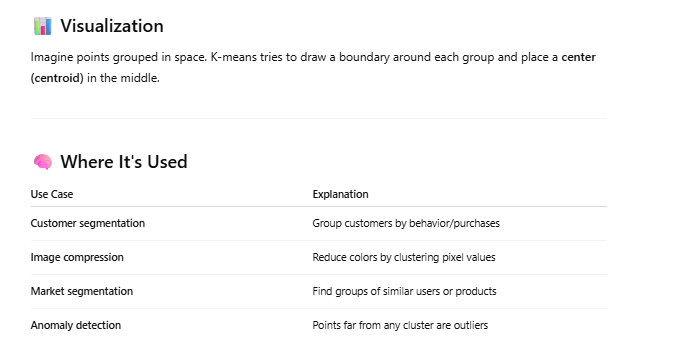 Visualization
Imagine points grouped in space. K-means tries to draw a boundary around each group and place a center
(centroid) in the middle.
Where It's Used
Use Case Explanation
Customer segmentation Group customers by behavior/purchases
Image compression Reduce colors by clustering pixel values
Market segmentation Find groups of similar users or products
Anomaly detection Points far from any cluster are outliers